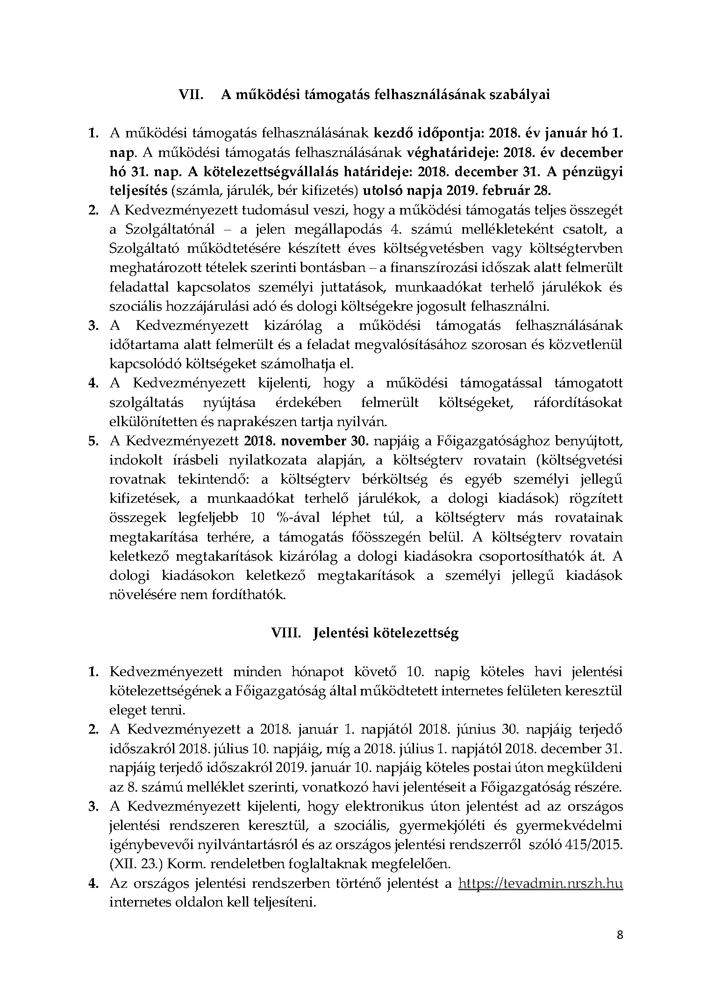 VII. A működési támogatás felhasználásának szabályai
1. A működési támogatás felhasználásának kezdő időpontja: 2018. év január hó 1.
nap. A működési támogatás felhasználásának véghatárideje: 2018. év december
hó 31. nap. A kötelezettségvállalás határideje: 2018. december 31. A pénzügyi
teljesítés (számla, járulék, bér kifizetés) utolsó napja 2019. február 28.
2. A Kedvezményezett tudomásul veszi, hogy a működési támogatás teljes összegét
a Szolgáltatónál – a jelen megállapodás 4. számú mellékleteként csatolt, a
Szolgáltató működtetésére készített éves költségvetésben vagy költségtervben
meghatározott tételek szerinti bontásban – a finanszírozási időszak alatt felmerült
feladattal kapcsolatos személyi juttatások, munkaadókat terhelő járulékok és
szociális hozzájárulási adó és dologi költségekre jogosult felhasználni.
3. A Kedvezményezett kizárólag a működési támogatás felhasználásának
időtartama alatt felmerült és a feladat megvalósításához szorosan és közvetlenül
kapcsolódó költségeket számolhatja el.
4. A Kedvezményezett kijelenti, hogy a működési támogatással támogatott
szolgáltatás nyújtása érdekében felmerült költségeket, ráfordításokat
elkülönítetten és naprakészen tartja nyilván.
5. A Kedvezményezett 2018. november 30. napjáig a Főigazgatósághoz benyújtott,
indokolt írásbeli nyilatkozata alapján, a költségterv rovatain (költségvetési
rovatnak tekintendő: a költségterv bérköltség és egyéb személyi jellegű
kifizetések, a munkaadókat terhelő járulékok, a dologi kiadások) rögzített
összegek legfeljebb 10 %-ával léphet túl, a költségterv más rovatainak
megtakarítása terhére, a támogatás főösszegén belül. A költségterv rovatain
keletkező megtakarítások kizárólag a dologi kiadásokra csoportosíthatók át. A
dologi kiadásokon keletkező megtakarítások a személyi jellegű kiadások
növelésére nem fordíthatók.
VIII. Jelentési kötelezettség
1. Kedvezményezett minden hónapot követő 10. napig köteles havi jelentési
kötelezettségének a Főigazgatóság által működtetett internetes felületen keresztül
eleget tenni.
2. A Kedvezményezett a 2018. január 1. napjától 2018. június 30. napjáig terjedő
időszakról 2018. július 10. napjáig, míg a 2018. július 1. napjától 2018. december 31.
napjáig terjedő időszakról 2019. január 10. napjáig köteles postai úton megküldeni
az 8. számú melléklet szerinti, vonatkozó havi jelentéseit a Főigazgatóság részére.
3. A Kedvezményezett kijelenti, hogy elektronikus úton jelentést ad az országos
jelentési rendszeren keresztül, a szociális, gyermekjóléti és gyermekvédelmi
igénybevevői nyilvántartásról és az országos jelentési rendszerről szóló 415/2015.
(XII. 23.) Korm. rendeletben foglaltaknak megfelelően.
4. Az országos jelentési rendszerben történő jelentést a https://tevadmin.nrszh.hu
internetes oldalon kell teljesíteni.
8